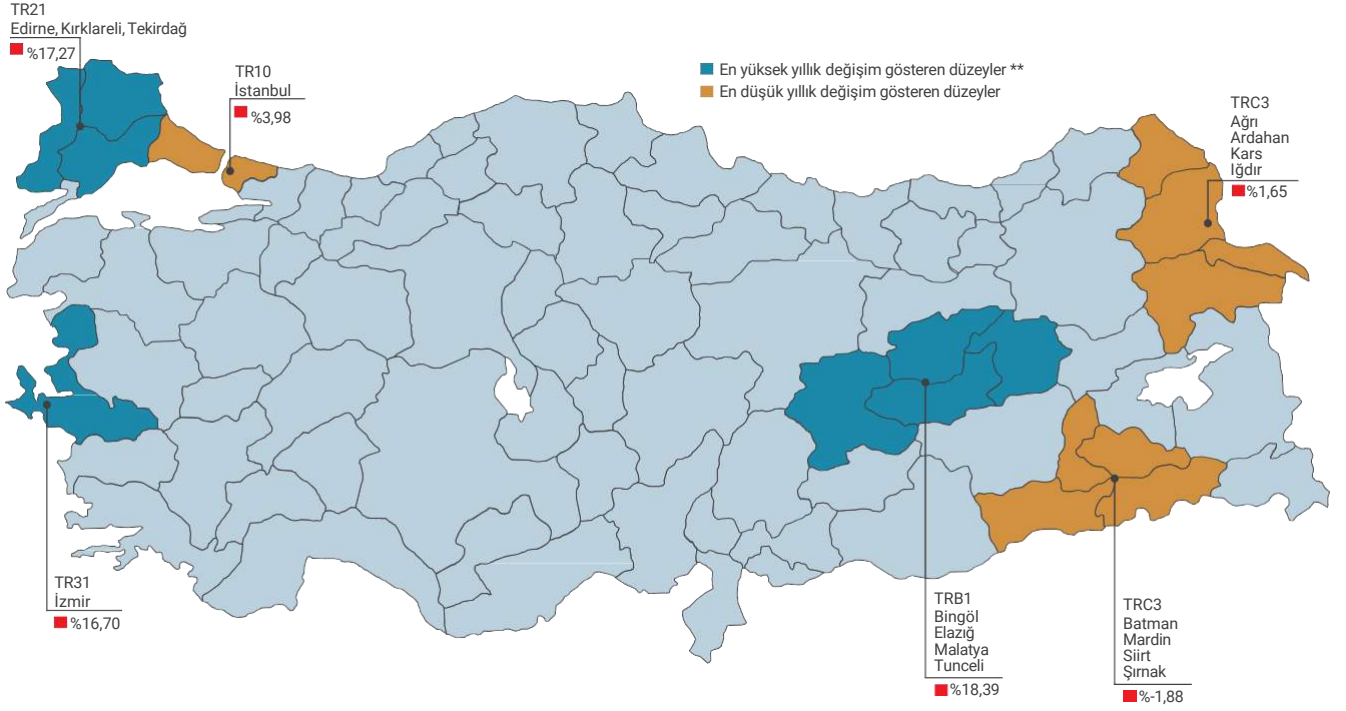 TR21
Edirne, Kırklareli, Tekirdağ
%17,27
TR10
İstanbul
%3,98
En yüksek yıllık değişim gösteren düzeyler **
En düşük yıllık değişim gösteren düzeyler
TRC3
Ağrı
Ardahan
Kars
Iğdır
%1,65
TR31
İzmir
%16,70
TRB1
Bingöl
Elazığ
Malatya
Tunceli
%18,39
TRC3
Batman
Mardin
Siirt
Şırnak
%-1,88